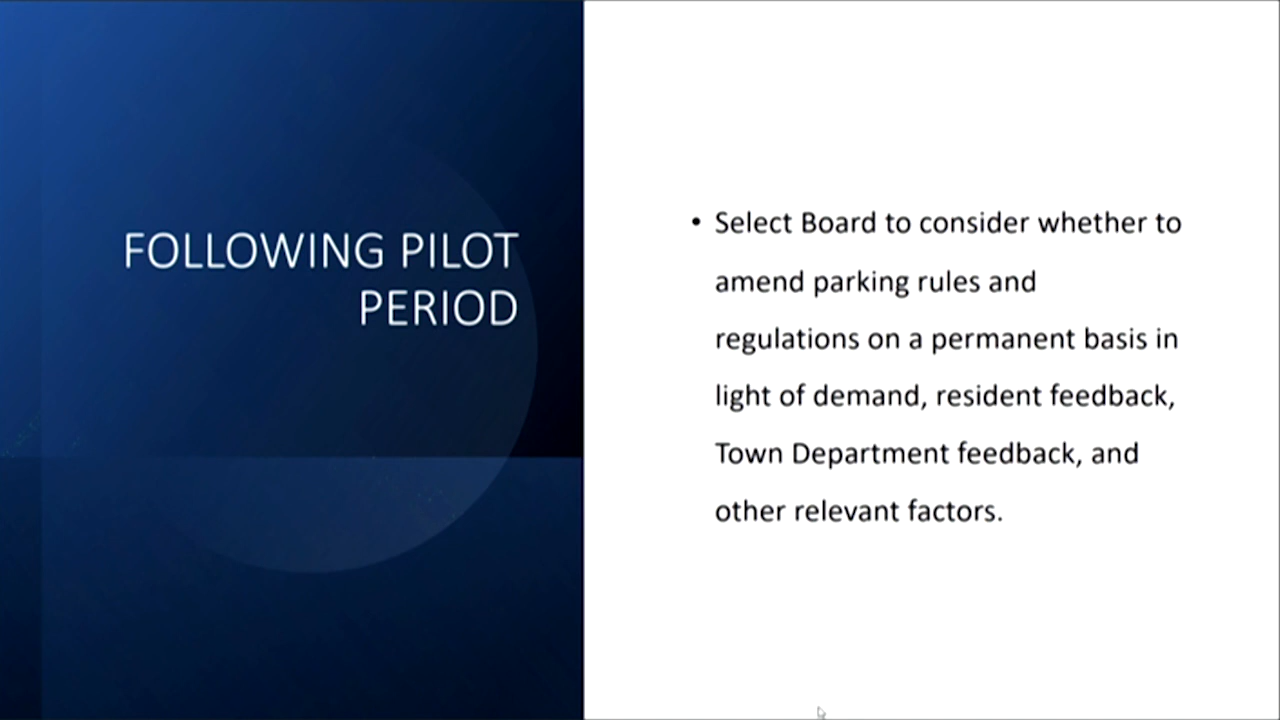 FOLLOWING PILOT
PERIOD
• Select Board to consider whether to
amend parking rules and
regulations on a permanent basis in
light of demand, resident feedback,
Town Department feedback, and
other relevant factors.